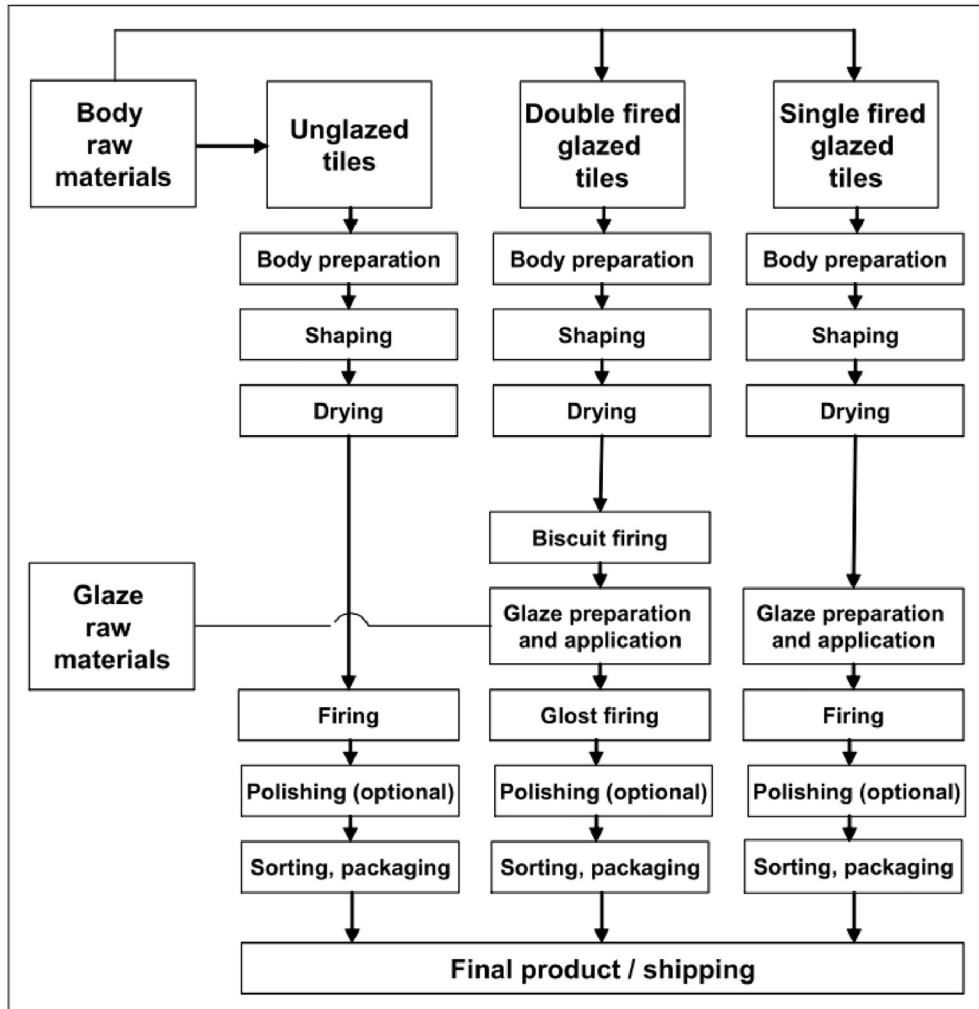 Body
raw
materials
Unglazed
tiles
Double fired
glazed
tiles
Single fired
glazed
tiles
Body preparation
Body preparation
Body preparation
Shaping
Shaping
Shaping
Drying
Drying
Drying
Biscuit firing
Glaze
raw
materials
Glaze preparation
and application
Glaze preparation
and application
Firing
Glost firing
Firing
Polishing (optional)
Polishing (optional)
Polishing (optional)
Sorting, packaging
Sorting, packaging
Sorting, packaging
Final product / shipping